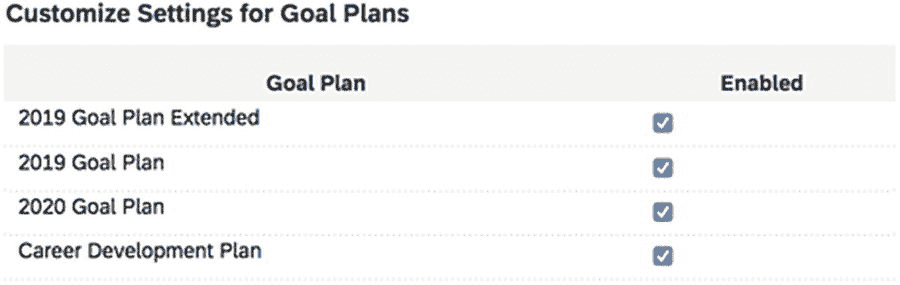 Customize Settings for Goal Plans
Goal Plan Enabled
2019 Goal Plan Extended
2019 Goal Plan
2020 Goal Plan
Career Development Plan